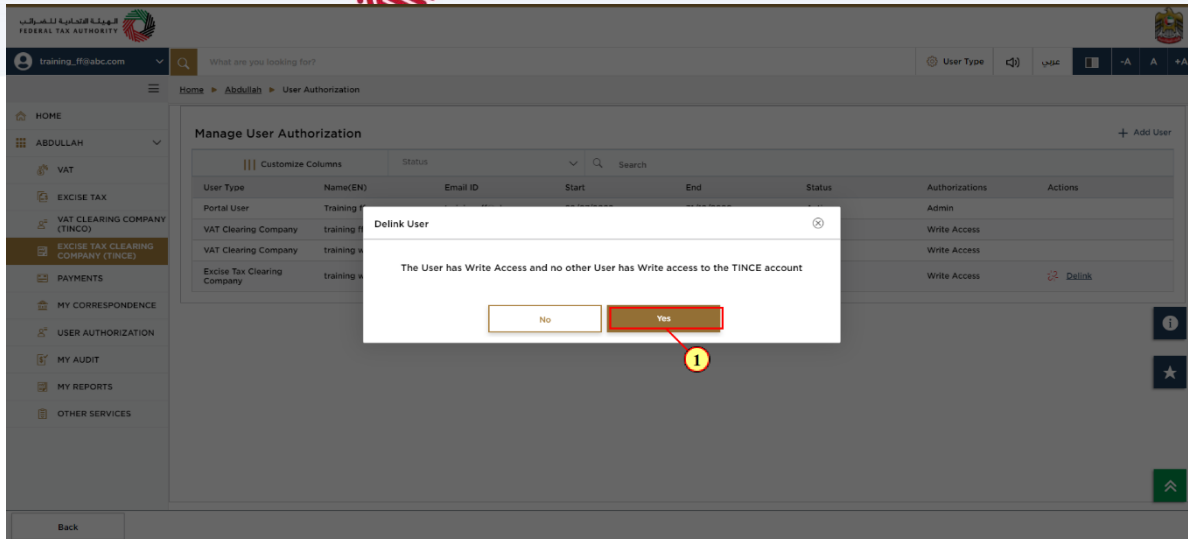 الهيئة الاتحادية للضرائب
FEDERAL TAX AUTHORITY
training_ff@abc.com
What are you looking for?
User Type
عربي
-A
A
+A
Home ▶ Abdullah ▶ User Authorization
HOME
ABDULLAH
VAT
EXCISE TAX
VAT CLEARING COMPANY
(TINCO)
EXCISE TAX CLEARING
COMPANY (TINCE)
PAYMENTS
MY CORRESPONDENCE
USER AUTHORIZATION
MY AUDIT
MY REPORTS
OTHER SERVICES
Back
Manage User Authorization
+ Add User
Customize Columns
Status
Search
User Type Name(EN) Email ID Start End Status Authorizations Actions
Portal User Training Admin
VAT Clearing Company training Write Access
VAT Clearing Company training Write Access
Excise Tax Clearing
Company training Write Access Delink
Delink User
The User has Write Access and no other User has Write access to the TINCE account
No
Yes
1